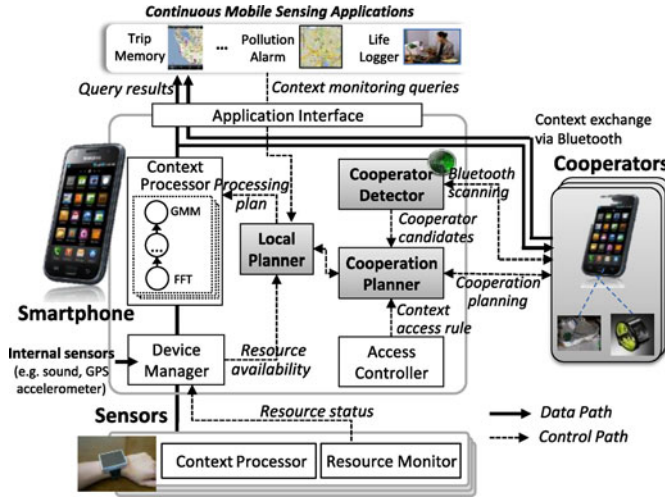 Continuous Mobile Sensing Applications
Trip
Memory
...
Pollution
Alarm
Life
Logger
Query results
Context monitoring queries
Application Interface
Context exchange
via Bluetooth
Cooperators
Context
Processor
GMM
...
FFT
Processing
plan
Cooperator
Detector
Bluetooth
scanning
Cooperator
candidates
Local
Planner
Cooperation
Planner
Cooperation
planning
Smartphone
Context
access rule
Internal sensors
(e.g. sound, GPS
accelerometer)
Device
Manager
Resource
availability
Access
Controller
Sensors
Resource status
Data Path
Control Path
Context Processor
Resource Monitor